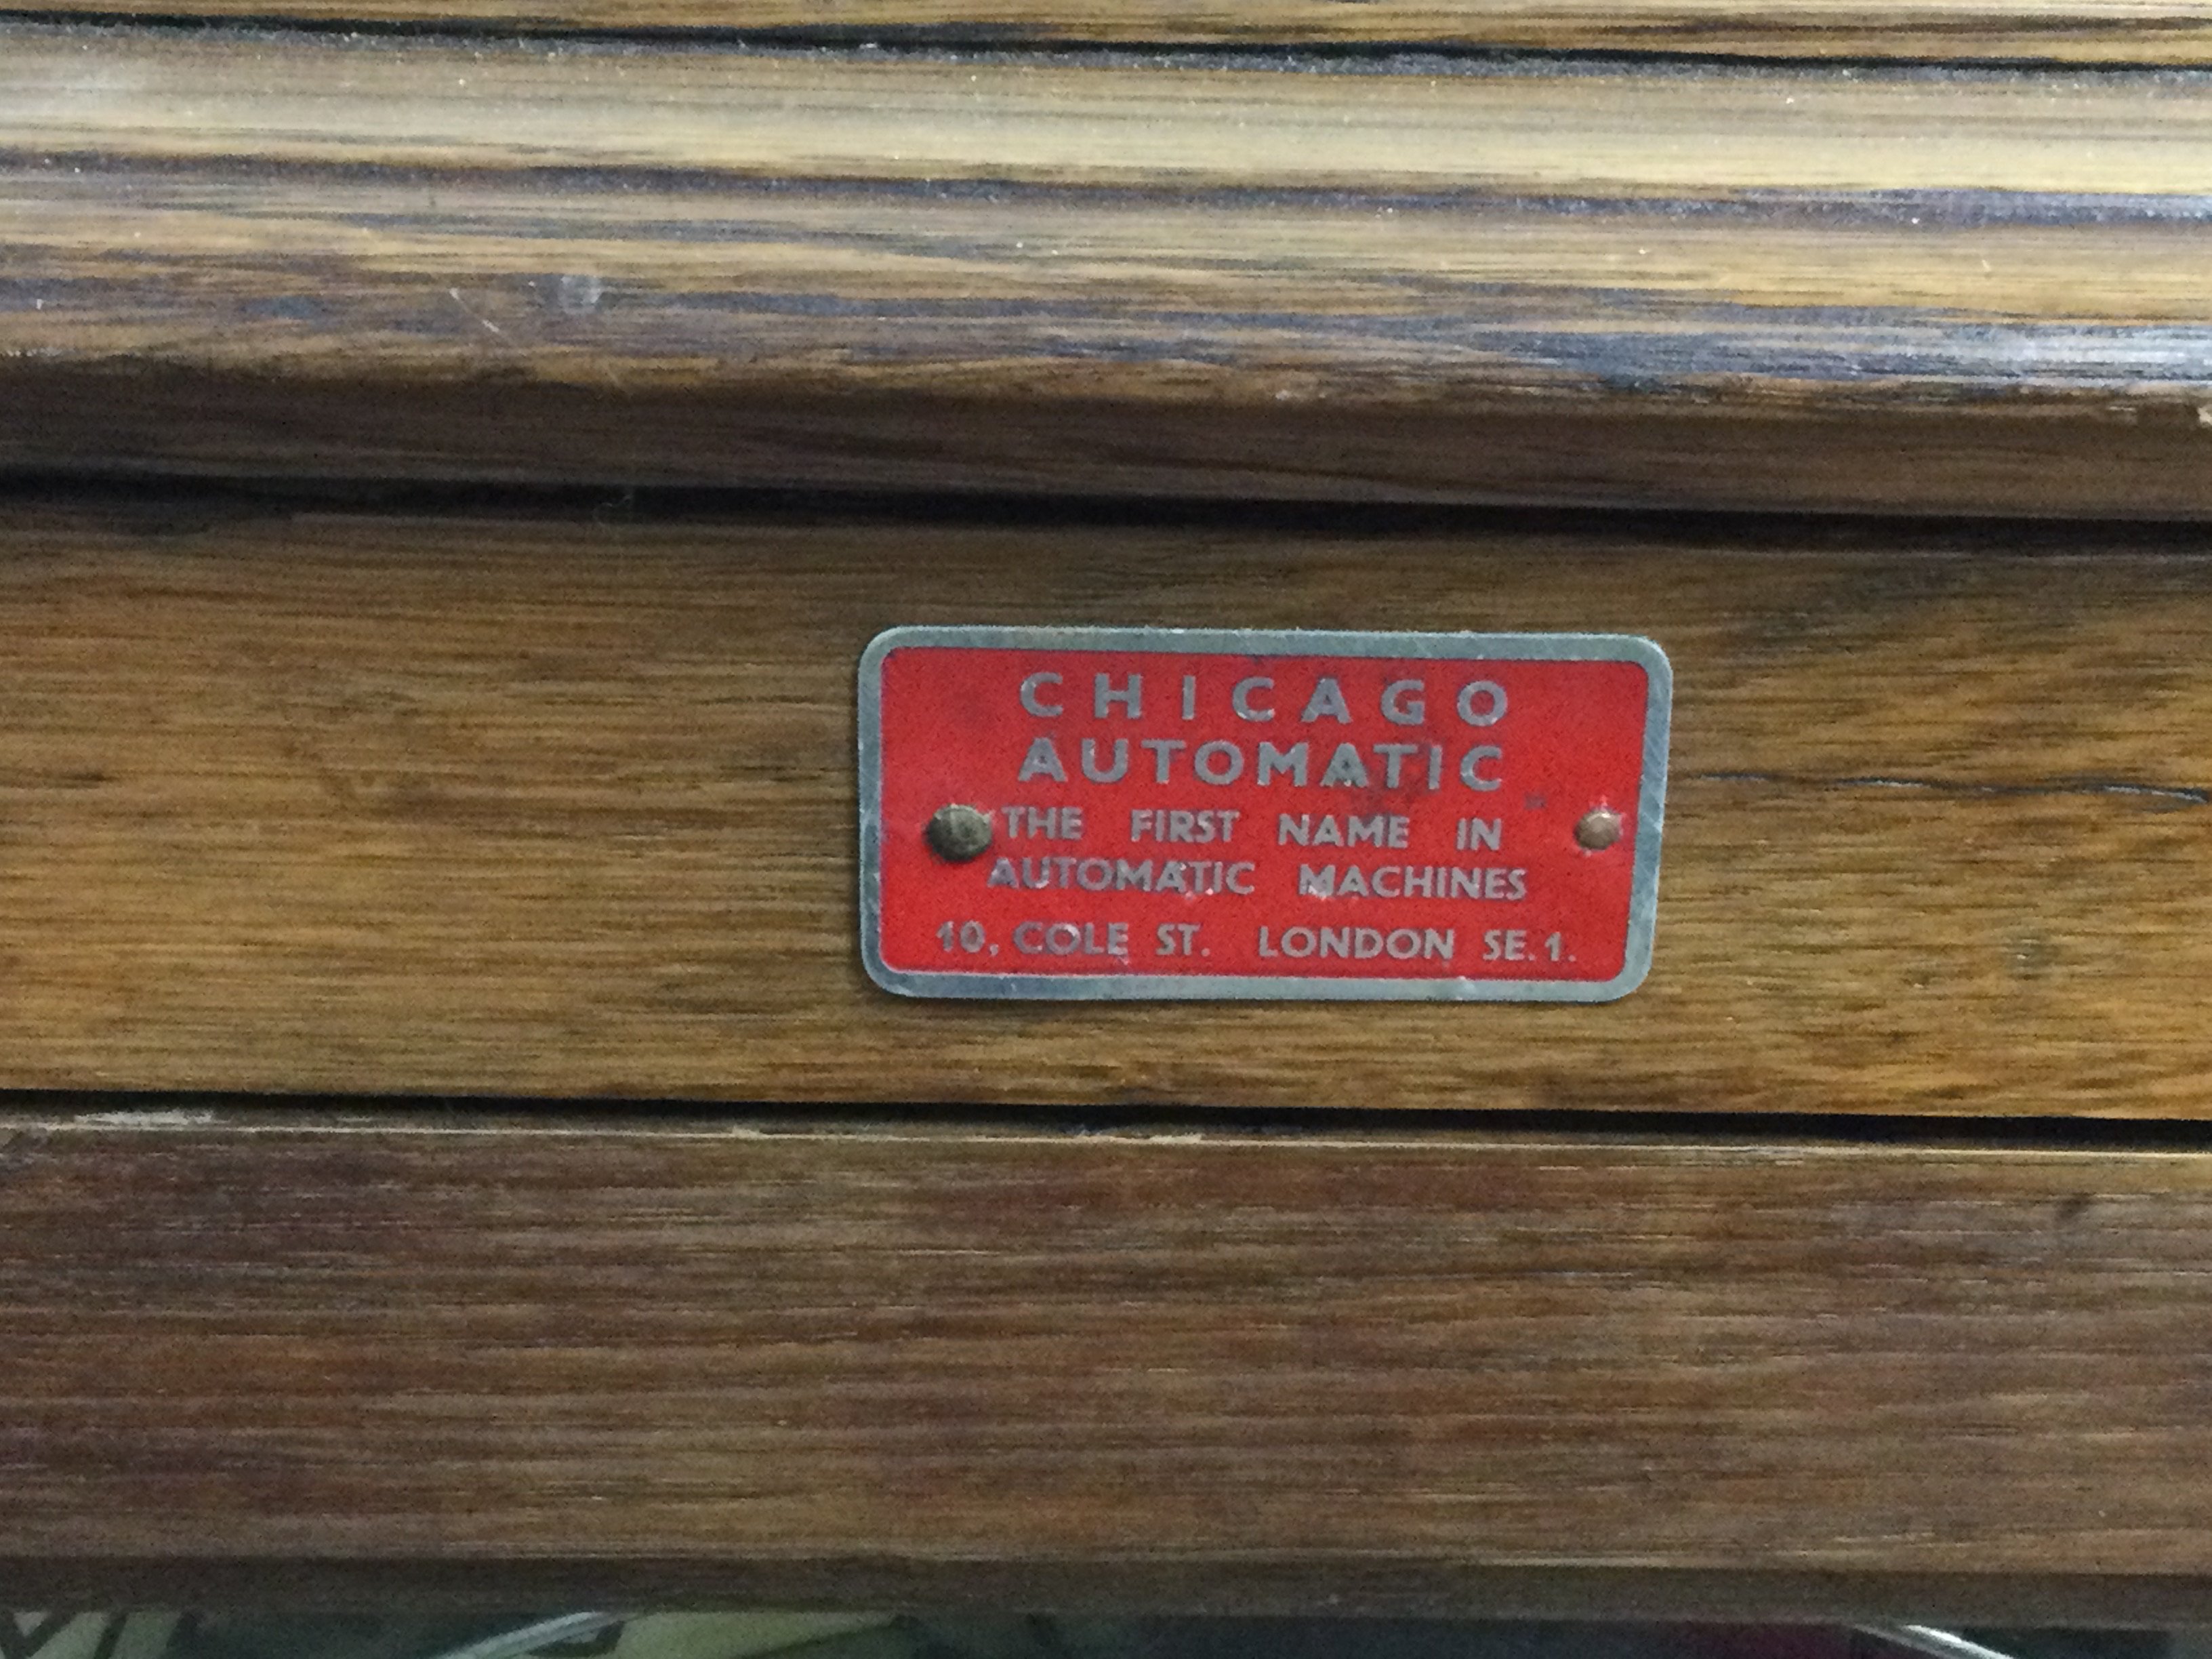 CHICAGO
AUTOMATIC
THE FIRST NAME IN
AUTOMATIC MACHINES
10, COLE ST. LONDON SE.1.